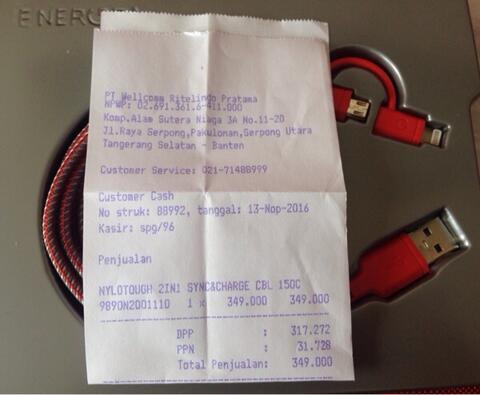 PT Wellcomm Ritelindo Pratama
NPWP: 02.691.361.6-411.000
Komp.Alam Sutera Niaga 3A No.11-20
Jl.Raya Serpong,Pakulonan,Serpong Utara
Tangerang Selatan - Banten
Customer Service: 021-71488999
Customer Cash
No struk: 88992, tanggal: 13-Nop-2016
Kasir: spg/96
Penjualan
NYLOTOUGH 2IN1 SYNC&CHARGE CBL 150C
9890N2001110 1 x 349.000 349.000
DPP : 317.272
PPN : 31.728
Total Penjualan: 349.000